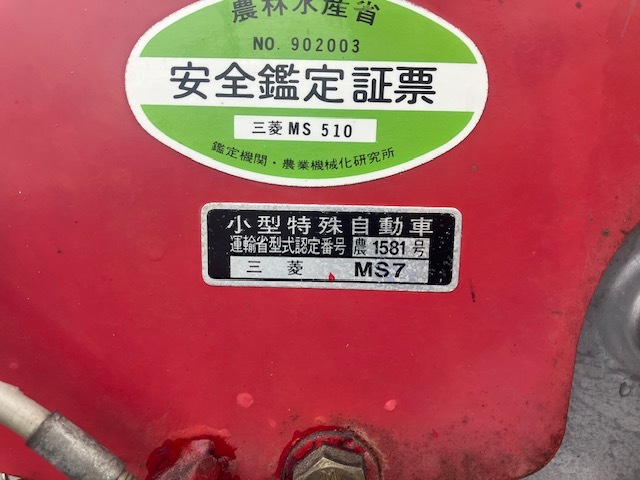 農林水産省
NO. 902003
安全鑑定証票
三菱 MS 510
鑑定機関・農業機械化研究所
小型特殊自動車
運輸省型式認定番号 農 1581 号
三菱 MS7